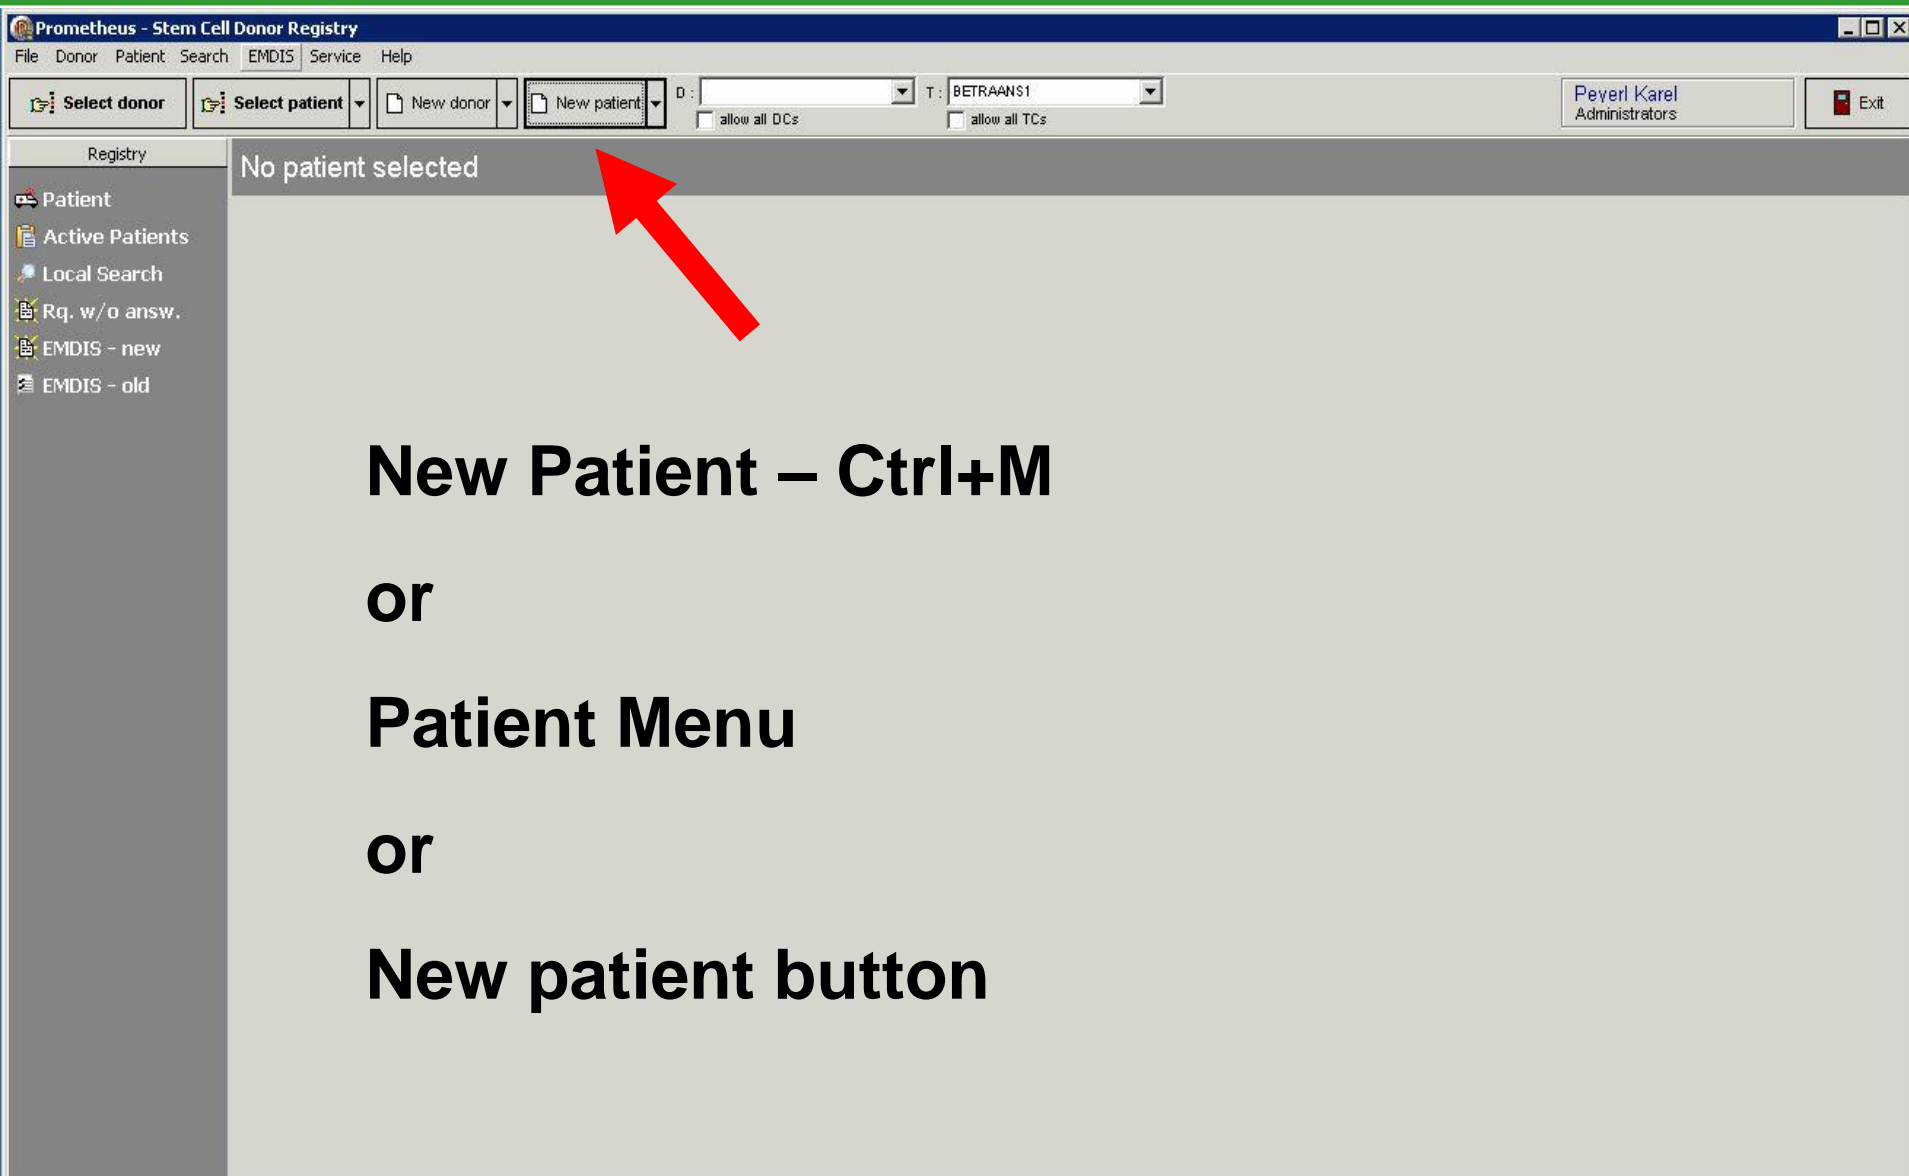 Prometheus - Stem Cell Donor Registry
File Donor Patient Search EMDIS Service Help
Select donor Select patient New donor New patient D : T : BETRAANS1 Peyerl Karel Exit
allow all DCs allow all TCs Administrators
Registry
No patient selected
Patient
Active Patients
Local Search
Rq. w/o answ.
EMDIS - new
EMDIS - old
New Patient – Ctrl+M
or
Patient Menu
or
New patient button